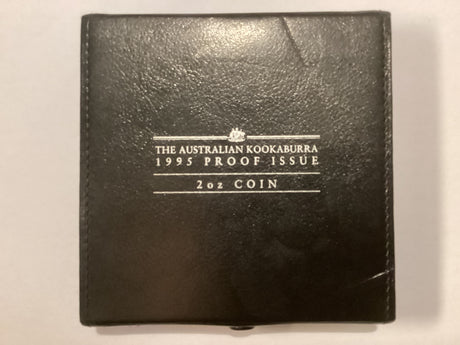 THE AUSTRALIAN KOOKABURRA
1995 PROOF ISSUE
2oz COIN